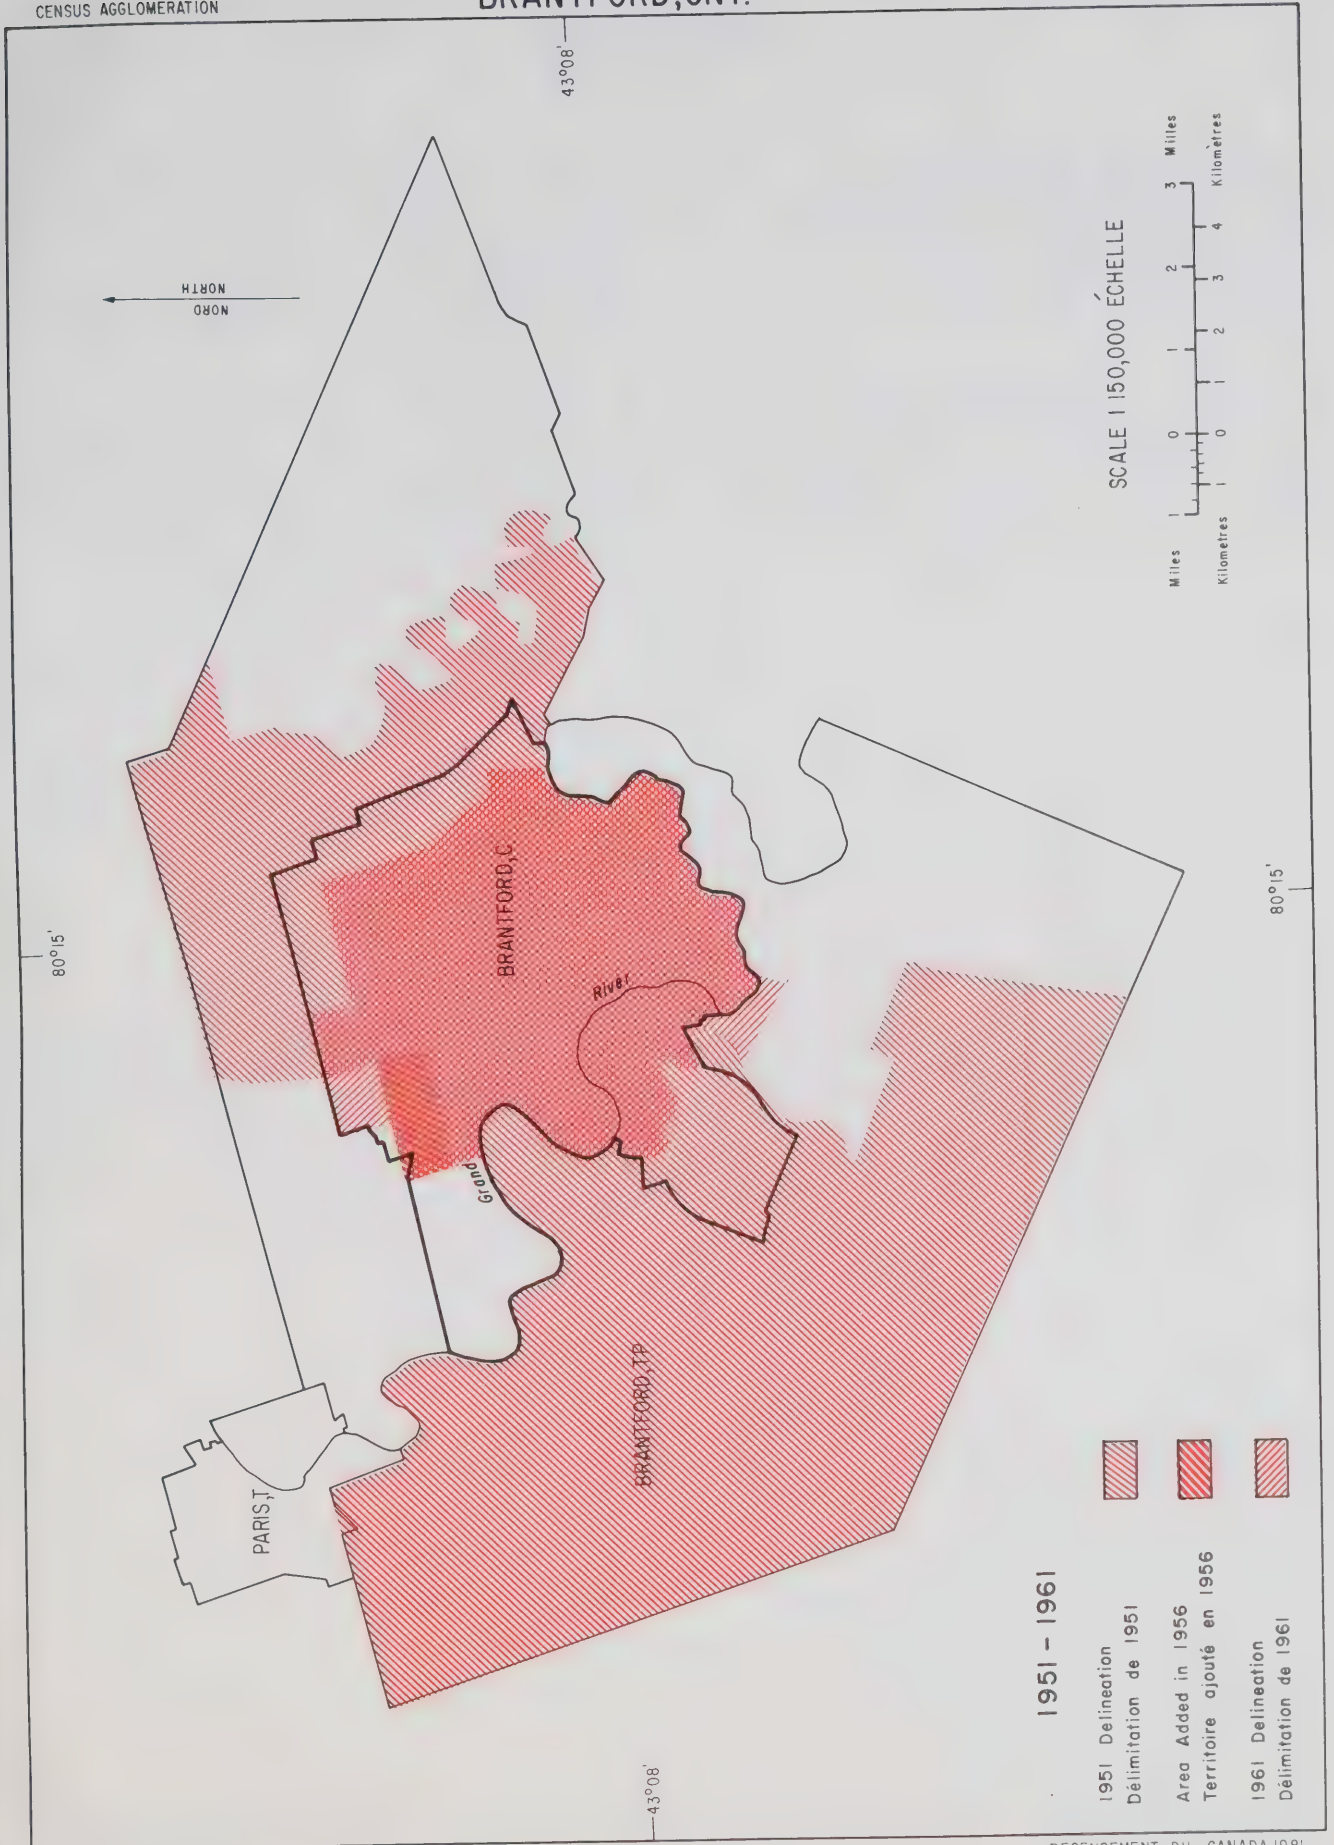 CENSUS AGGLOMERATION
BRANTFORD, ONT.
43°08'
NORTH
NORD
80°15'
BRANTFORD,C
River
Grand
PARIS,T
BRANTFORD,TP
SCALE 1 150,000 ÉCHELLE
Miles 1 0 1 2 3 Milles
Kilometres 1 0 1 2 3 4 Kilomètres
80°15'
43°08'
1951 – 1961
1951 Delineation
Délimitation de 1951
Area Added in 1956
Territoire ajouté en 1956
1961 Delineation
Délimitation de 1961